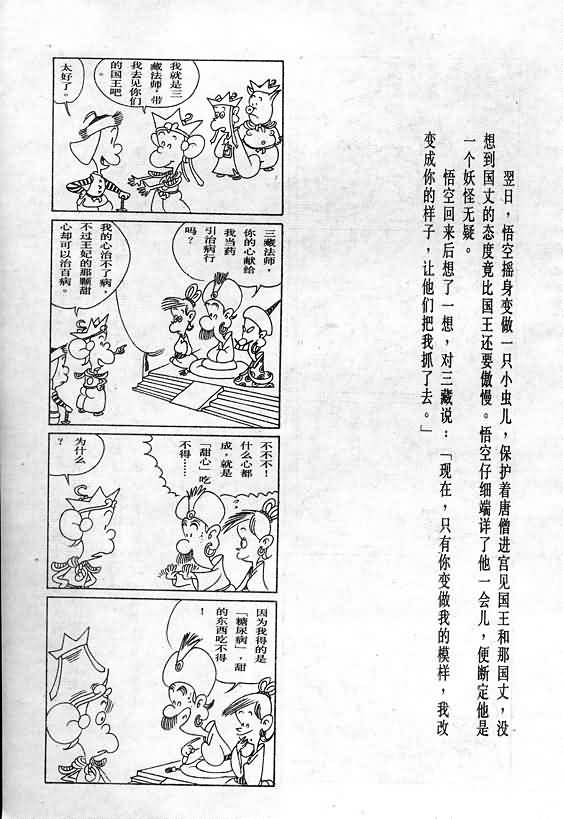 翌日，悟空摇身变做一只小虫儿，保护着唐僧进宫见国王和那国丈，没
想到国丈的态度竟比国王还要傲慢。悟空仔细端详了他一会儿，便断定他是
一个妖怪无疑。
悟空回来后想了一想，对三藏说：「现在，只有你变做我的模样，我改
变成你的样子，让他们把我抓了去。」
我就是三
藏法师，带
我去见你们
的国王吧
。
太好了。
三藏法师，
你的心献给
我当药
引治病行
吗？
我的心治不了病，
不过王妃的那颗甜
心却可以治百病。
不不不！
什么心都
成，就是
「甜心」吃
不得……
为什么
？
因为我得的是
「糖尿病」，甜
的东西吃不得
！